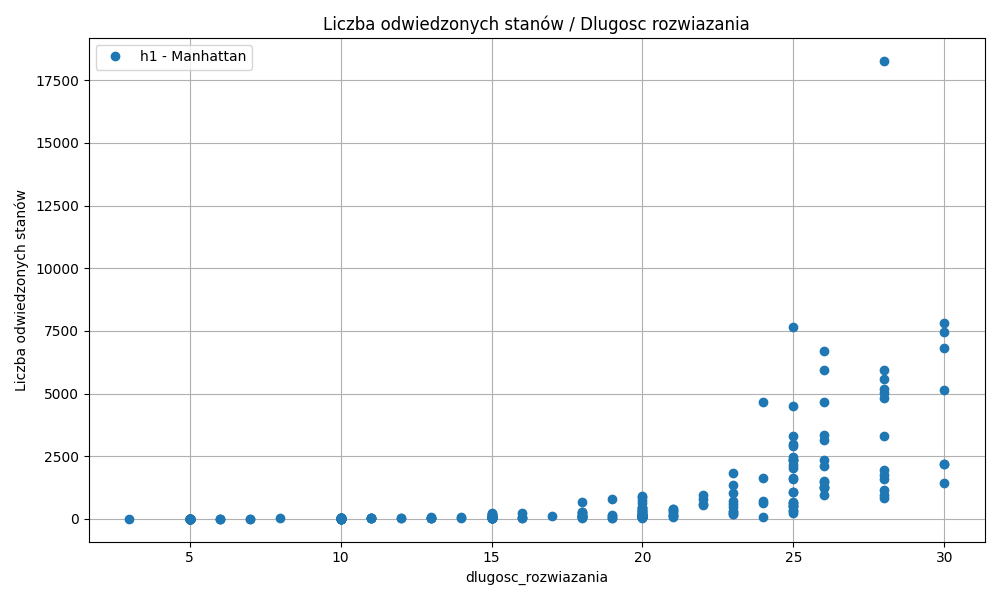 Liczba odwiedzonych stanów / Dlugosc rozwiazania
h1 - Manhattan
17500
15000
12500
10000
7500
5000
2500
0
Liczba odwiedzonych stanów
5 10 15 20 25 30
dlugosc_rozwiazania